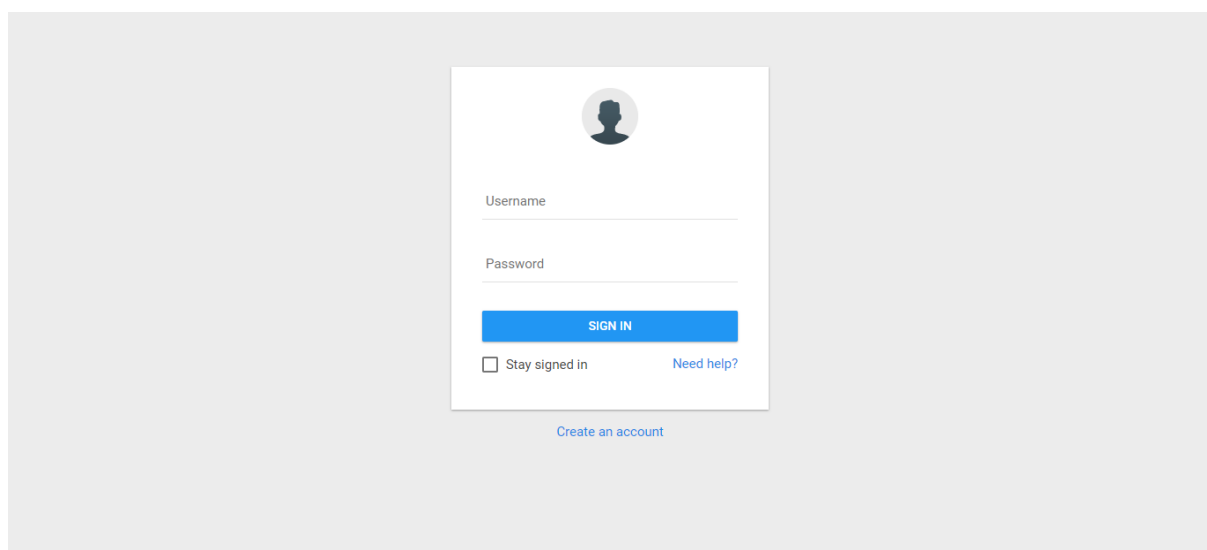 Username
Password
SIGN IN
Stay signed in Need help?
Create an account